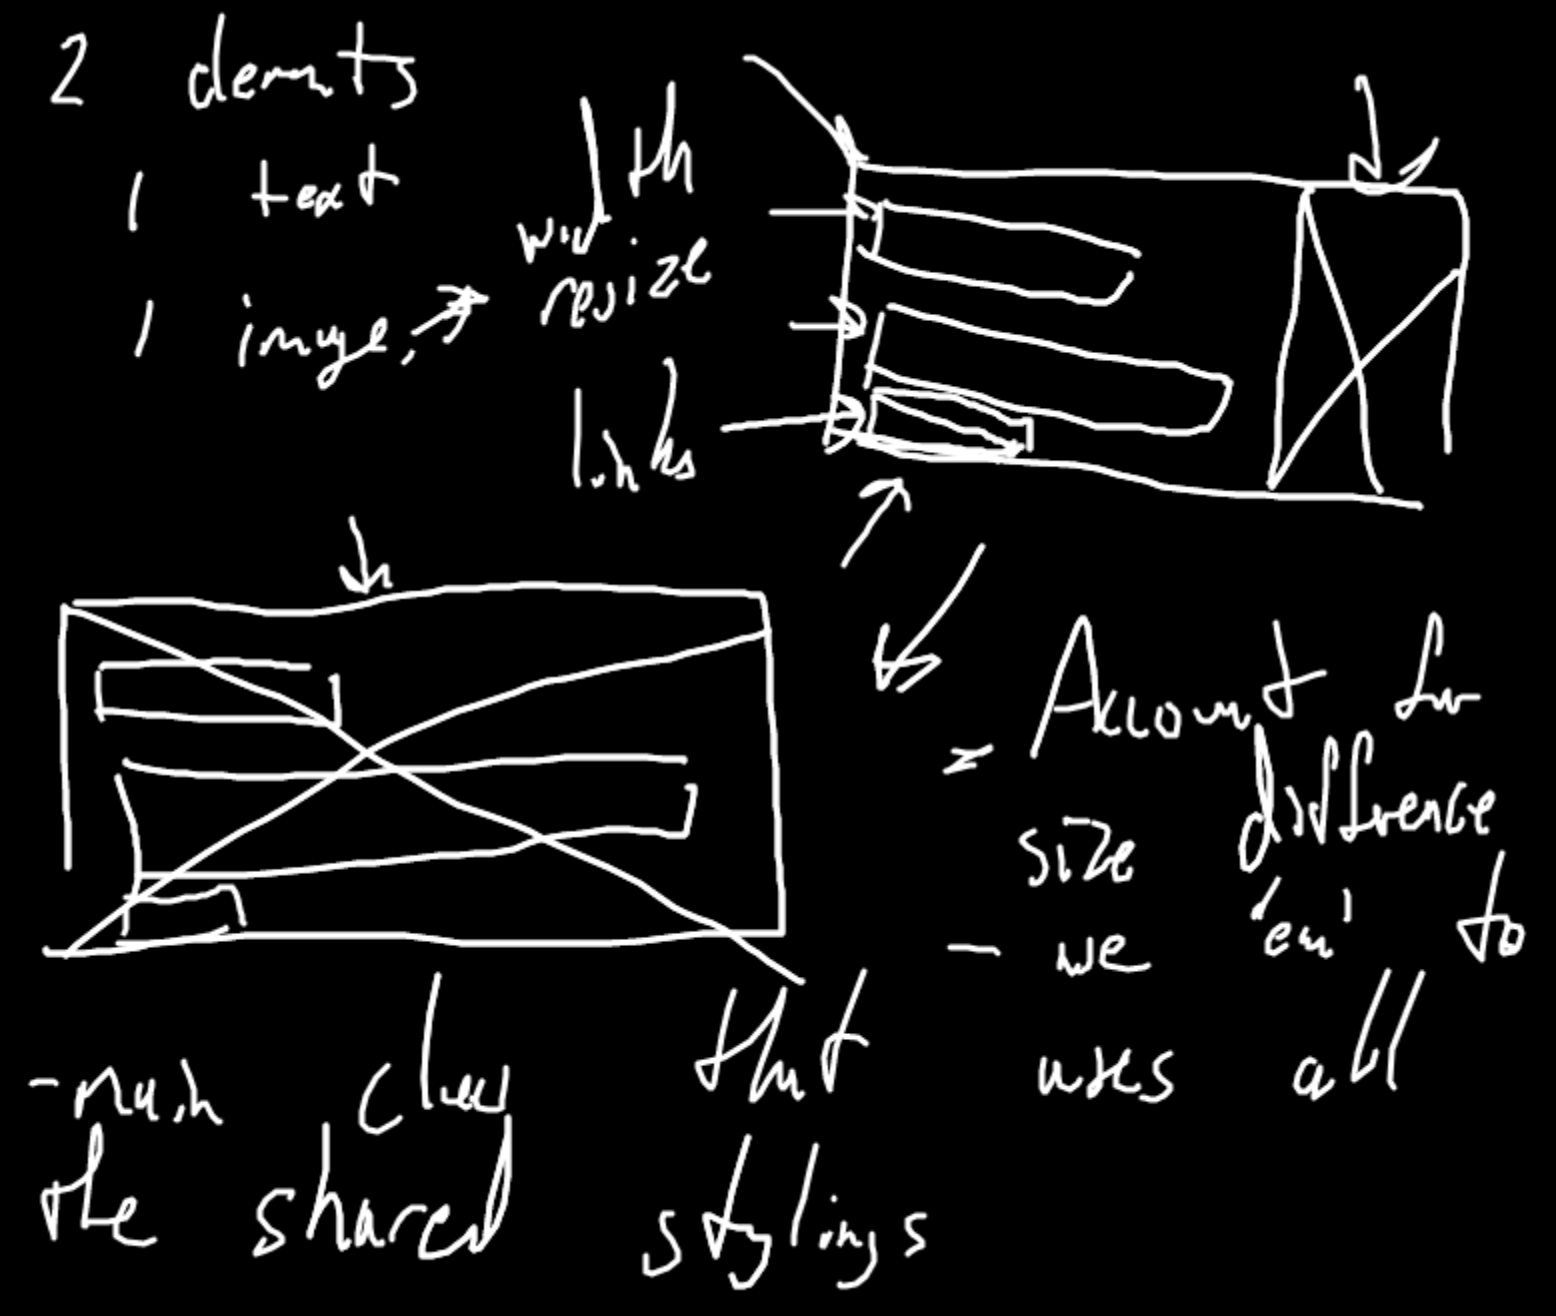 2 elements
1 text
1 image, width
resize
links
- Account for
size difference
- we 'em' to
- main class that uses all
the shared stylings